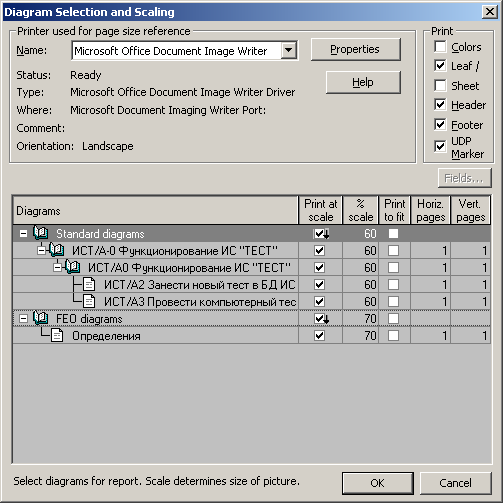 Diagram Selection and Scaling
Printer used for page size reference
Name: Microsoft Office Document Image Writer Properties
Status: Ready
Type: Microsoft Office Document Image Writer Driver
Help
Where: Microsoft Document Imaging Writer Port:
Comment:
Orientation: Landscape
Print
Colors
Leaf /
Sheet
Header
Footer
UDP
Marker
Fields...
Diagrams Print at scale % scale Print to fit Horiz. pages Vert. pages
Standard diagrams 60
ИСТ/A-0 Функционирование ИС "ТЕСТ" 60 1 1
ИСТ/A0 Функционирование ИС "ТЕСТ" 60 1 1
ИСТ/A2 Занести новый тест в БД ИС 60 1 1
ИСТ/A3 Провести компьютерный тес 60 1 1
FEO diagrams 70
Определения 70 1 1
Select diagrams for report. Scale determines size of picture.
OK Cancel